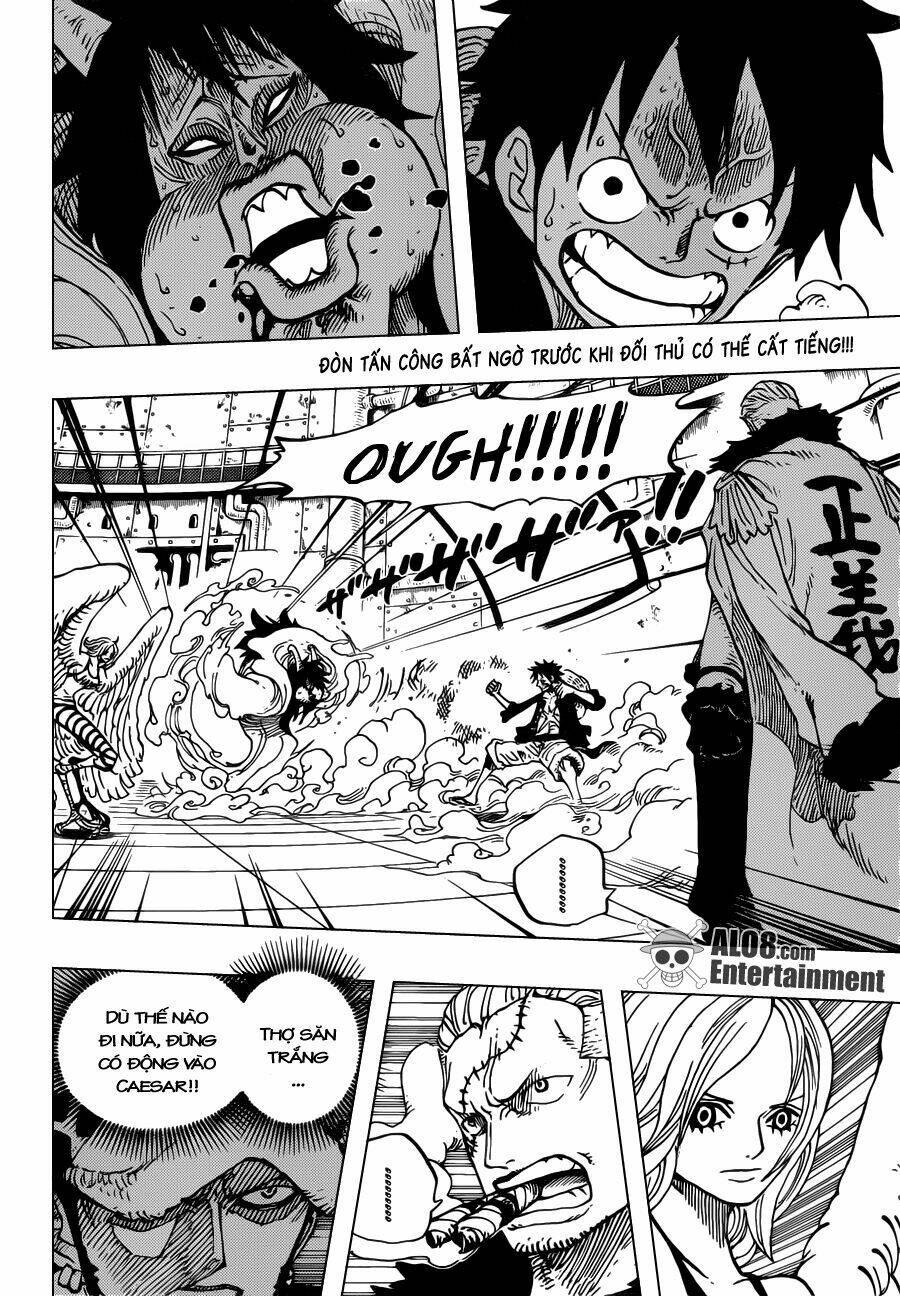 ĐÒN TẤN CÔNG BẤT NGỜ TRƯỚC KHI ĐỐI THỦ CÓ THỂ CẤT TIẾNG!!!
OUGH!!!!!
ザザザザァ!!
正義
.........
ALO8.com
Entertainment
THỢ SĂN
TRẮNG
...
DÙ THẾ NÀO
ĐI NỮA, ĐỪNG
CÓ ĐỘNG VÀO
CAESAR!!
.........